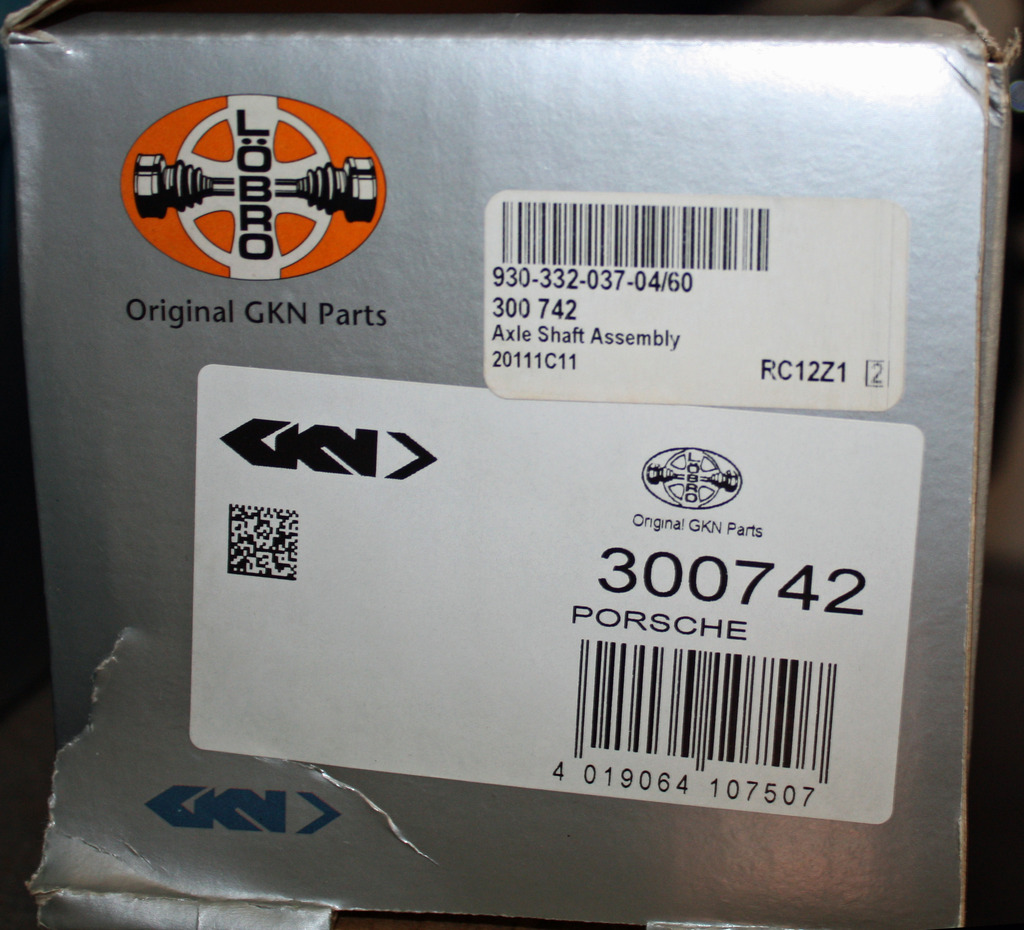 LÖBRO
Original GKN Parts
930-332-037-04/60
300 742
Axle Shaft Assembly
20111C11
RC12Z1 2
GKN
LÖBRO
Original GKN Parts
300742
PORSCHE
4 019064 107507
GKN